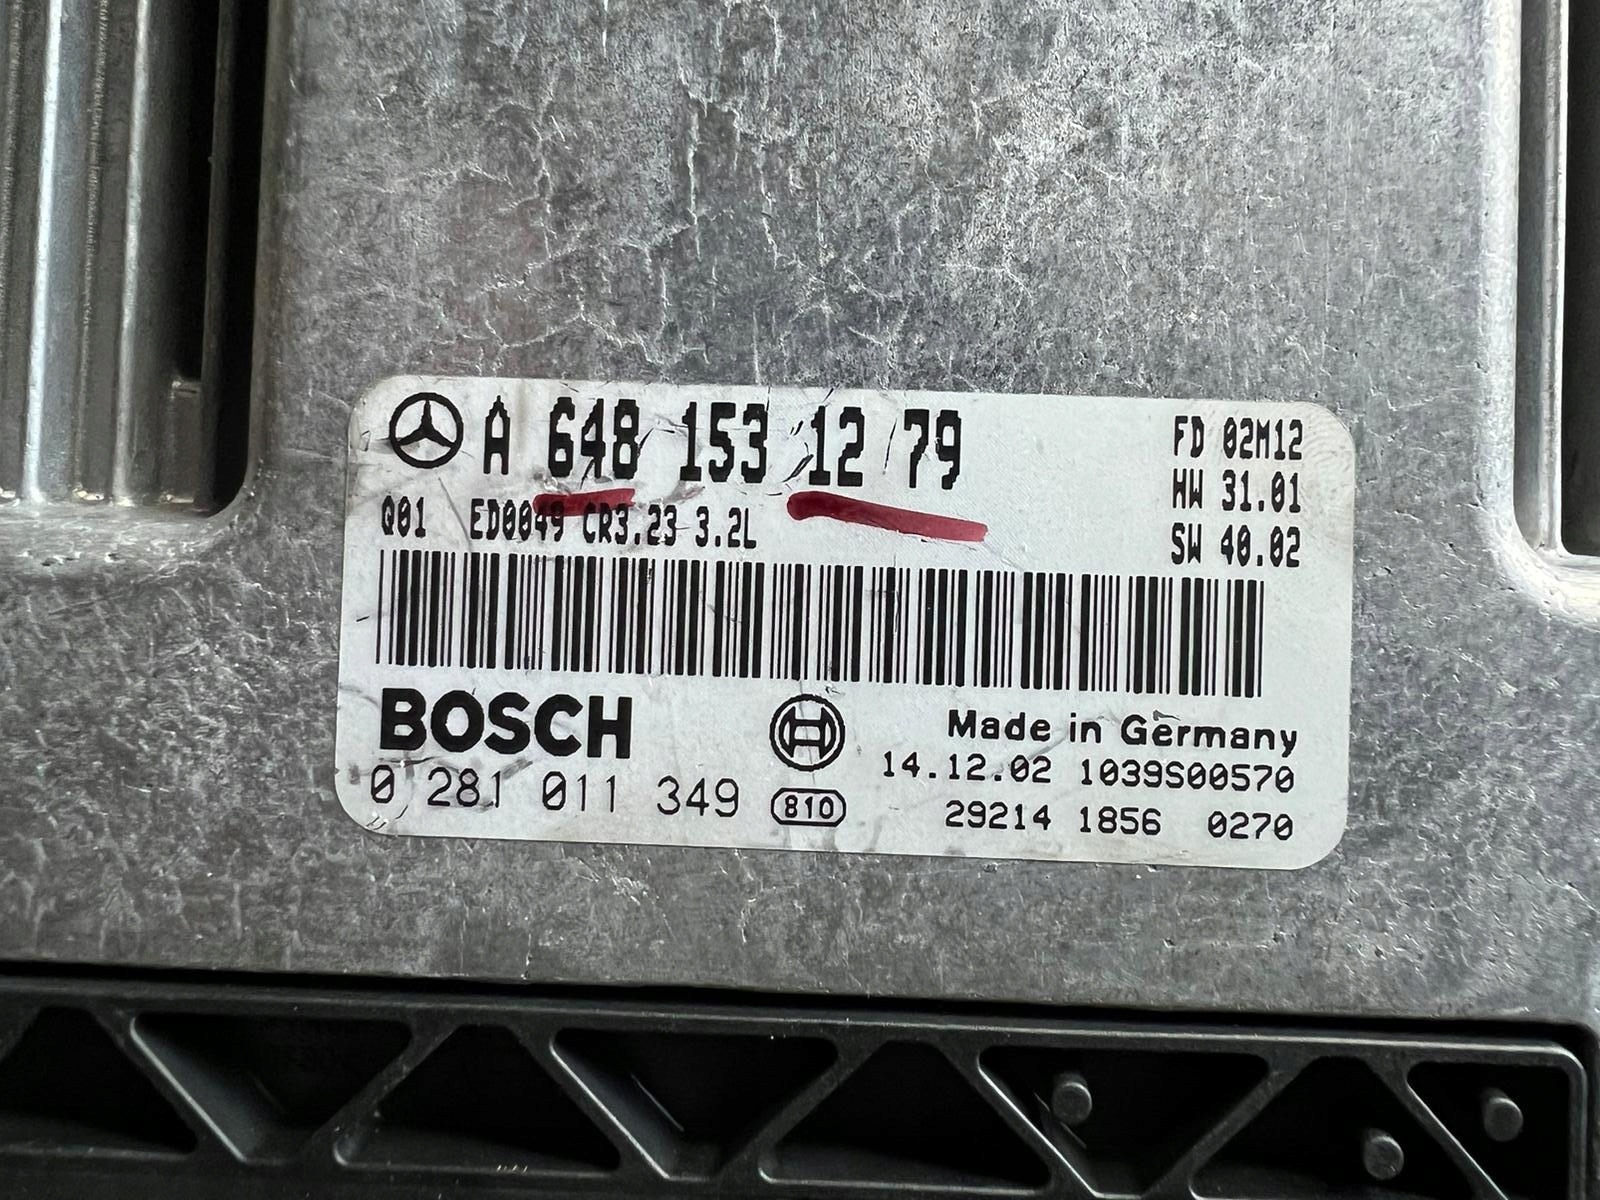 A 648 153 12 79
FD 02M12
HW 31.01
SW 40.02
Q01 ED0049 CR3.23 3.2L
BOSCH
0 281 011 349
810
Made in Germany
14.12.02 1039S00570
29214 1856 0270